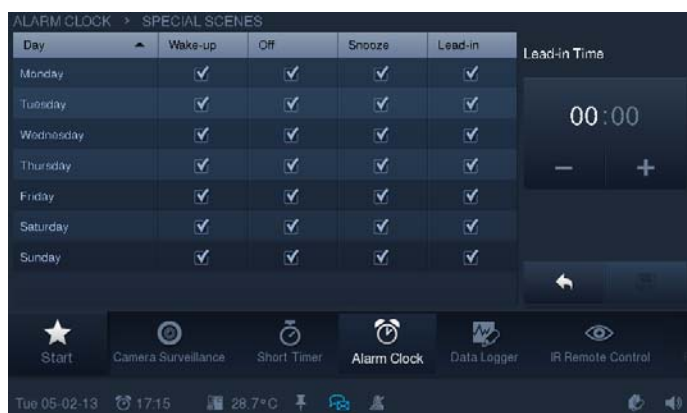 ALARM CLOCK > SPECIAL SCENES
Day Wake-up Off Snooze Lead-in
Lead-in Time
Monday
Tuesday
00:00
Wednesday
Thursday
− +
Friday
Saturday
Sunday
Start Camera Surveillance Short Timer Alarm Clock Data Logger IR Remote Control
Tue 05-02-13 17:15 28.7°C